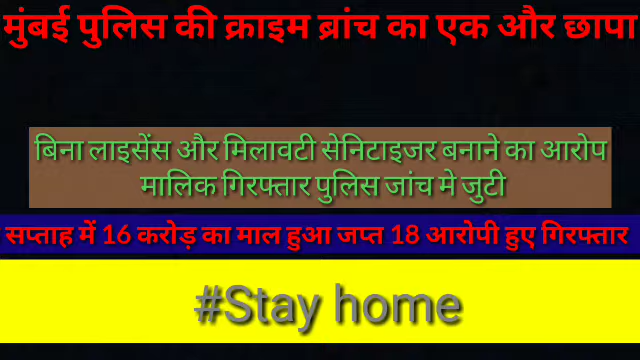 मुंबई पुलिस की क्राइम ब्रांच का एक और छापा
बिना लाइसेंस और मिलावटी सेनिटाइजर बनाने का आरोप
मालिक गिरफ्तार पुलिस जांच मे जुटी
सप्ताह में 16 करोड़ का माल हुआ जप्त 18 आरोपी हुए गिरफ्तार
#Stay home